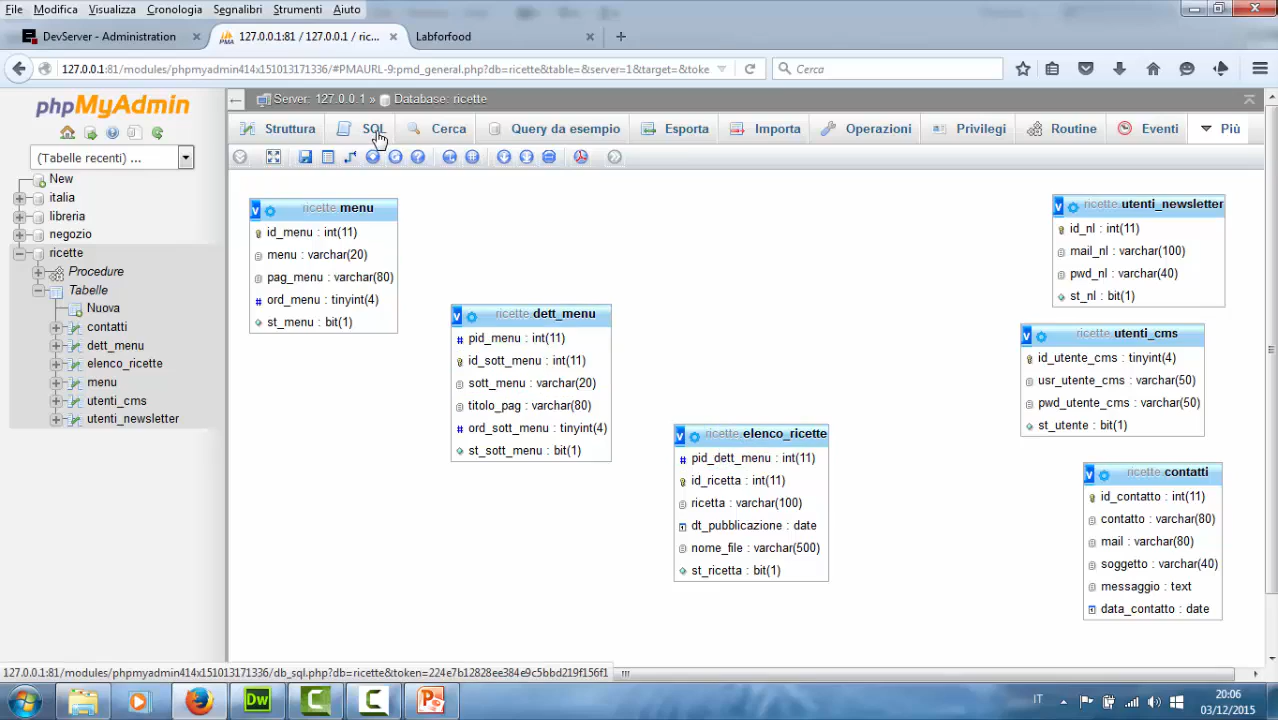 File Modifica Visualizza Cronologia Segnalibri Strumenti Aiuto
DevServer - Administration
127.0.0.1:81 / 127.0.0.1 / ric...
Labforfood
127.0.0.1:81/modules/phpmyadmin414x151013171336/#PMAURL-9:pmd_general.php?db=ricette&table=&server=1&target=&toke
Cerca
phpMyAdmin
(Tabelle recenti) ...
New
italia
libreria
negozio
ricette
Procedure
Tabelle
Nuova
contatti
dett_menu
elenco_ricette
menu
utenti_cms
utenti_newsletter
Server: 127.0.0.1 » Database: ricette
Struttura SQL Cerca Query da esempio Esporta Importa Operazioni Privilegi Routine Eventi Più
ricette menu
id_menu : int(11)
menu : varchar(20)
pag_menu : varchar(80)
ord_menu : tinyint(4)
st_menu : bit(1)
ricette dett_menu
pid_menu : int(11)
id_sott_menu : int(11)
sott_menu : varchar(20)
titolo_pag : varchar(80)
ord_sott_menu : tinyint(4)
st_sott_menu : bit(1)
ricette elenco_ricette
pid_dett_menu : int(11)
id_ricetta : int(11)
ricetta : varchar(100)
dt_pubblicazione : date
nome_file : varchar(500)
st_ricetta : bit(1)
ricette utenti_newsletter
id_nl : int(11)
mail_nl : varchar(100)
pwd_nl : varchar(40)
st_nl : bit(1)
ricette utenti_cms
id_utente_cms : tinyint(4)
usr_utente_cms : varchar(50)
pwd_utente_cms : varchar(50)
st_utente : bit(1)
ricette contatti
id_contatto : int(11)
contatto : varchar(80)
mail : varchar(80)
soggetto : varchar(40)
messaggio : text
data_contatto : date
127.0.0.1:81/modules/phpmyadmin414x151013171336/db_sql.php?db=ricette&token=224e7b12828ee384e9c5bbd219f156f1
Dw
IT
20:06
03/12/2015